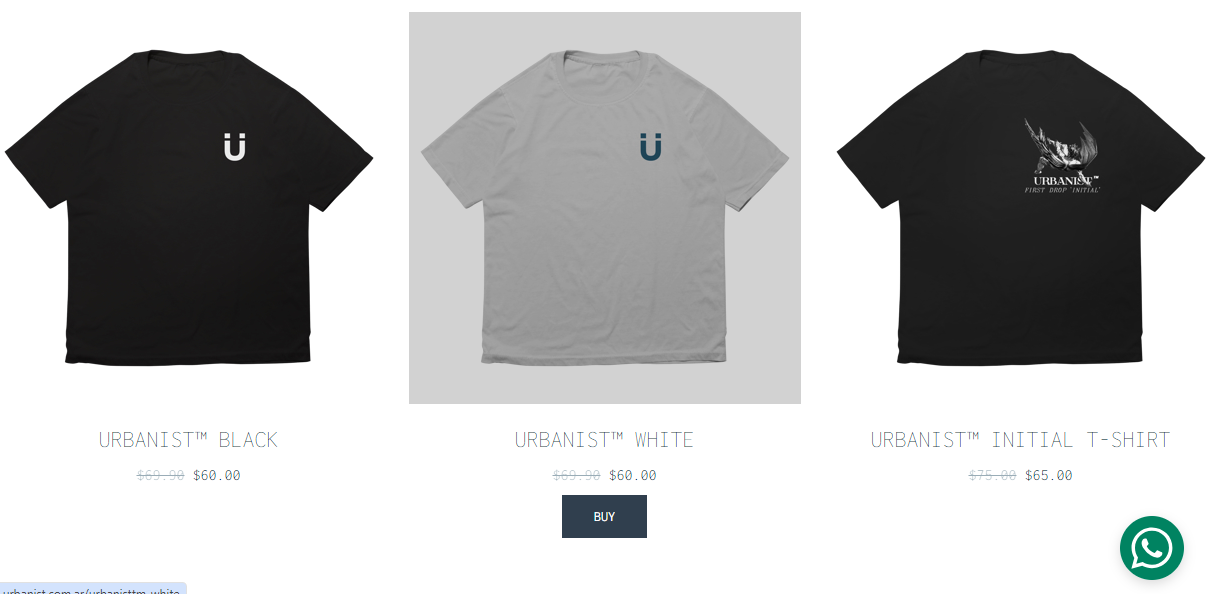 Ü
Ü
URBANIST™
FIRST DROP 'INITIAL'
URBANIST™ BLACK
URBANIST™ WHITE
URBANIST™ INITIAL T-SHIRT
$69.90 $60.00
$69.90 $60.00
$75.00 $65.00
BUY
urbanist.com.ar/urbanisttm-white